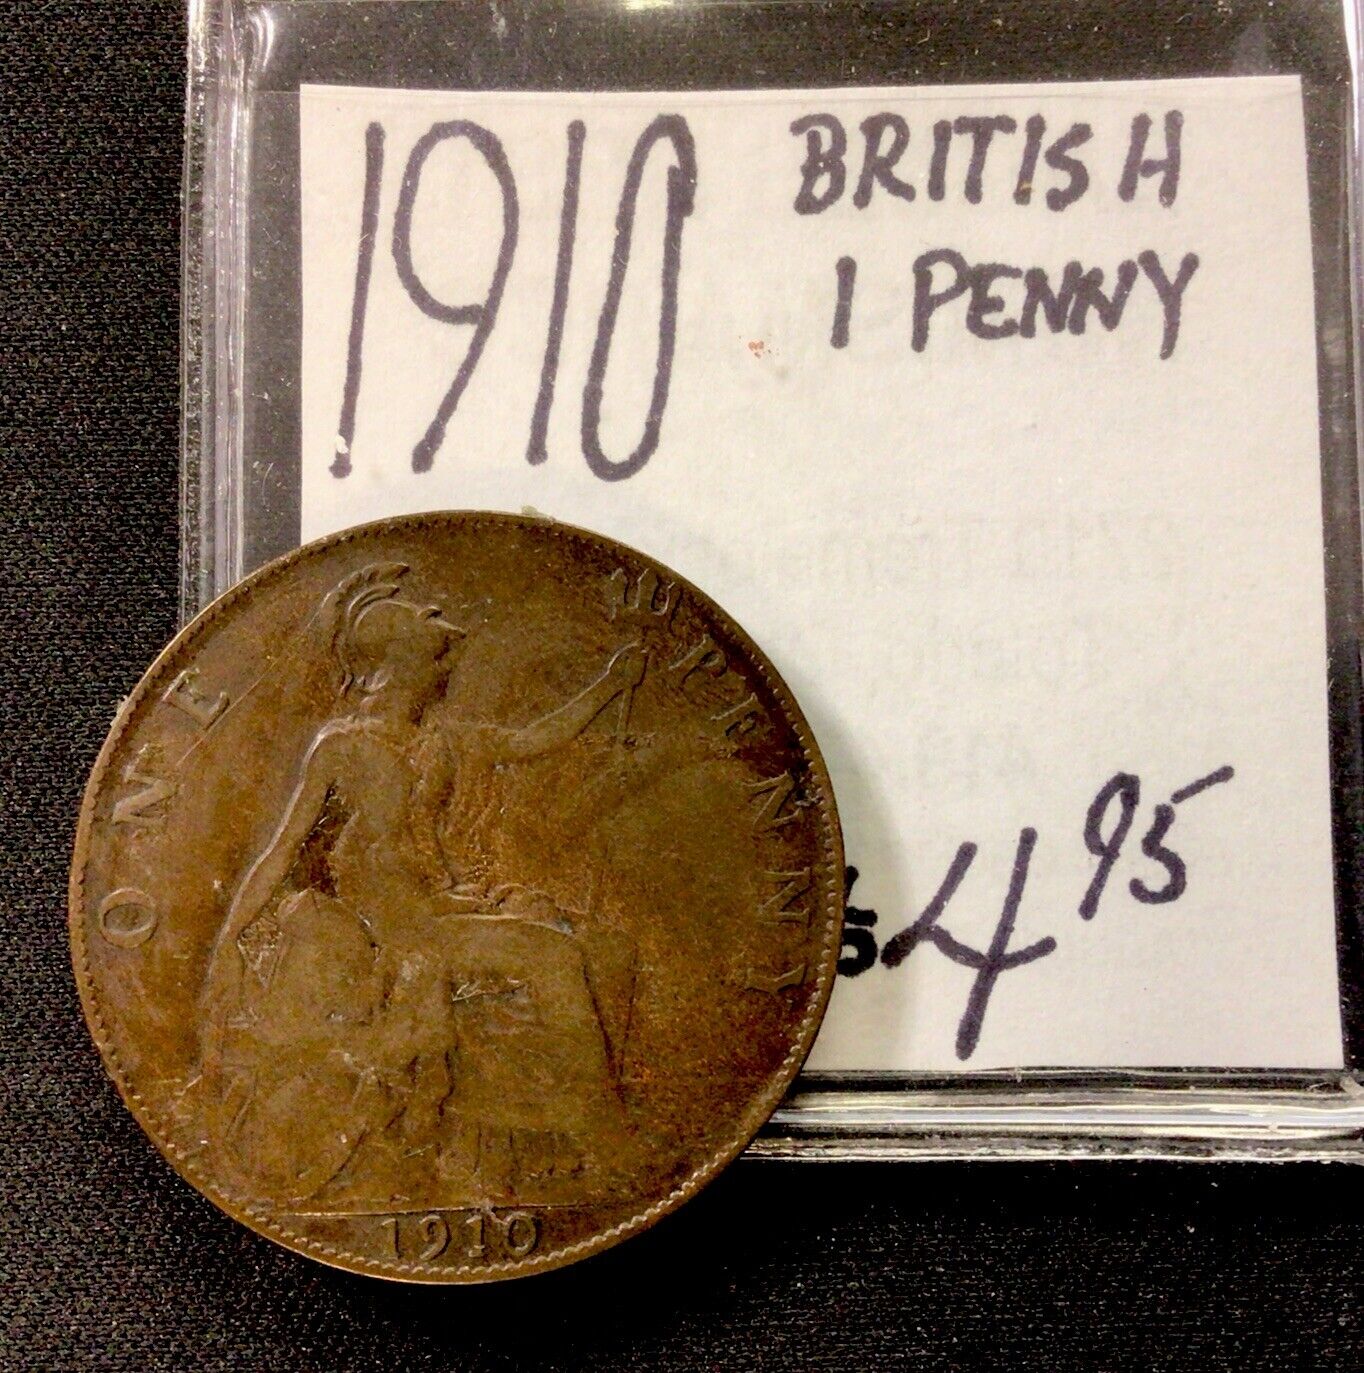 1910 BRITISH
1 PENNY
$4 95
ONE PENNY
1910